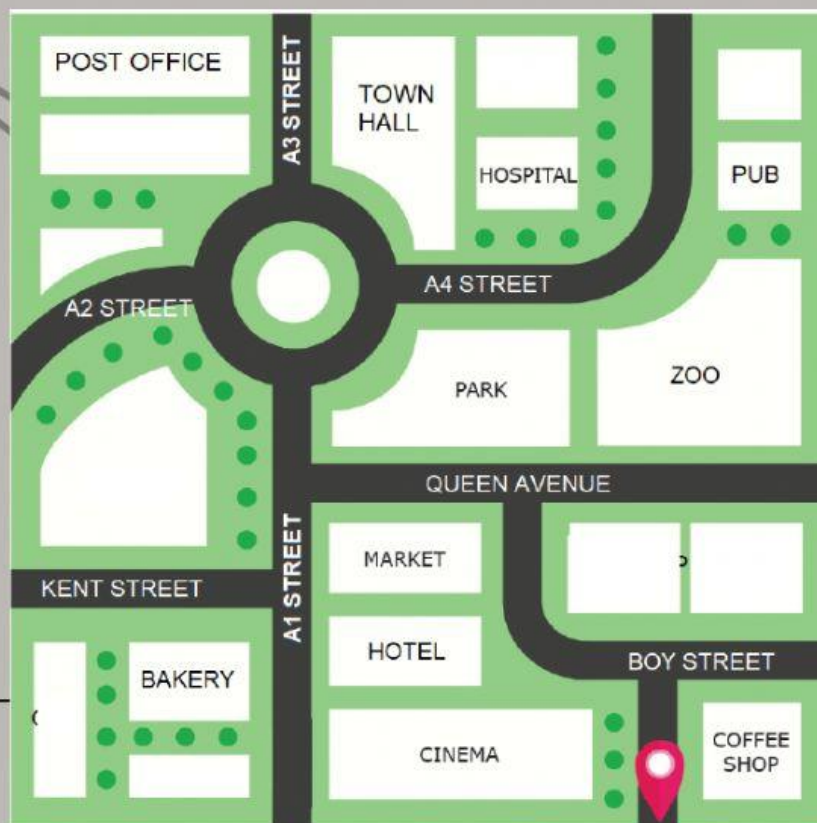 POST OFFICE
A3 STREET
TOWN
HALL
HOSPITAL
PUB
A2 STREET
A4 STREET
PARK
ZOO
QUEEN AVENUE
A1 STREET
MARKET
KENT STREET
HOTEL
BOY STREET
BAKERY
CINEMA
COFFEE
SHOP